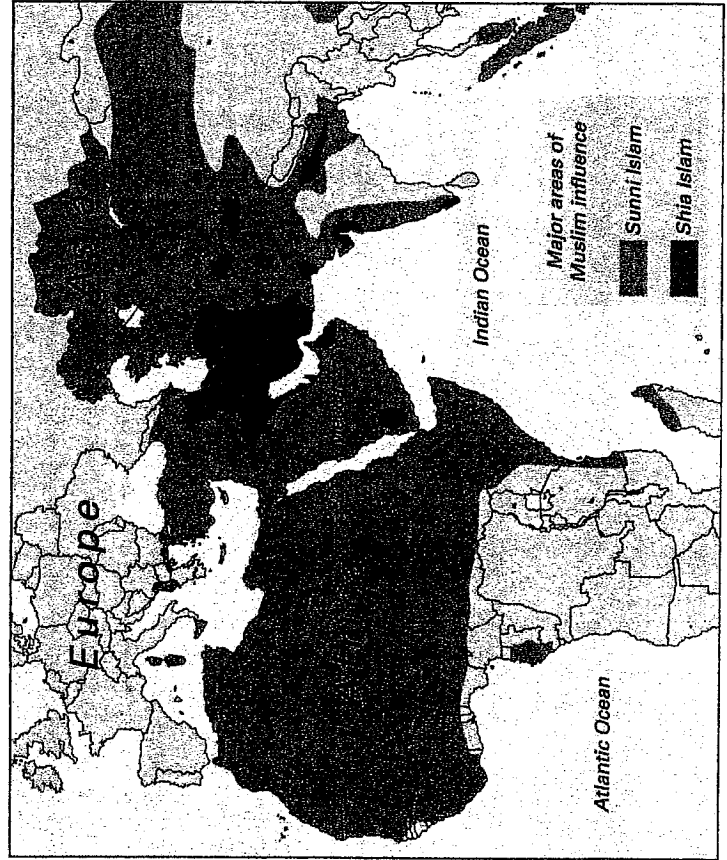 Europe
Atlantic Ocean
Indian Ocean
Major areas of
Muslim influence
Sunni Islam
Shia Islam